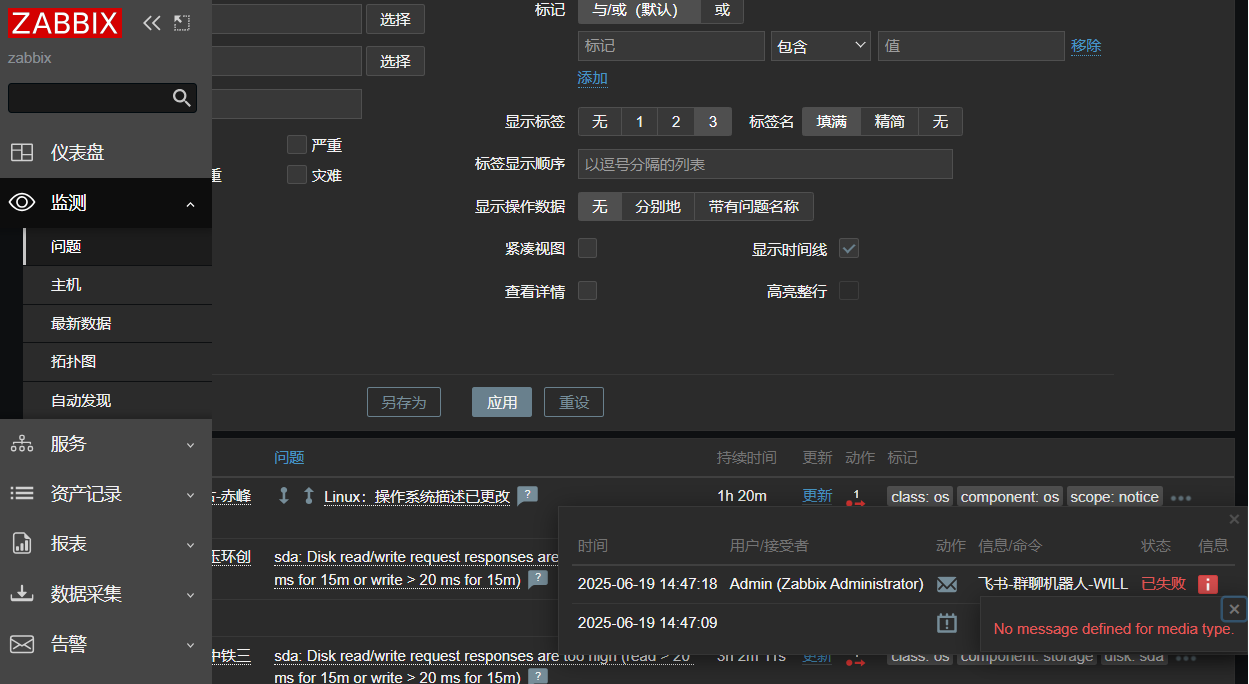 ZABBIX
zabbix
仪表盘
监测
问题
主机
最新数据
拓扑图
自动发现
服务
资产记录
报表
数据采集
告警
选择
选择
严重
重 灾难
标记 与/或（默认） 或
标记 包含 值 移除
添加
显示标签 无 1 2 3 标签名 填满 精简 无
标签显示顺序 以逗号分隔的列表
显示操作数据 无 分别地 带有问题名称
紧凑视图 显示时间线
查看详情 高亮整行
另存为 应用 重设
问题 持续时间 更新 动作 标记
-赤峰 Linux：操作系统描述已更改 ? 1h 20m 更新 1 class: os component: os scope: notice
玉环创 sda: Disk read/write request responses are
ms for 15m or write > 20 ms for 15m) ?
时间 用户/接受者 动作 信息/命令 状态 信息
2025-06-19 14:47:18 Admin (Zabbix Administrator) 飞书-群聊机器人-WILL 已失败 i
2025-06-19 14:47:09
No message defined for media type.
中铁三 sda: Disk read/write request responses are too high (read > 20 3h 2m 11s 更新 class: os component: storage disk: sda
ms for 15m or write > 20 ms for 15m) ?